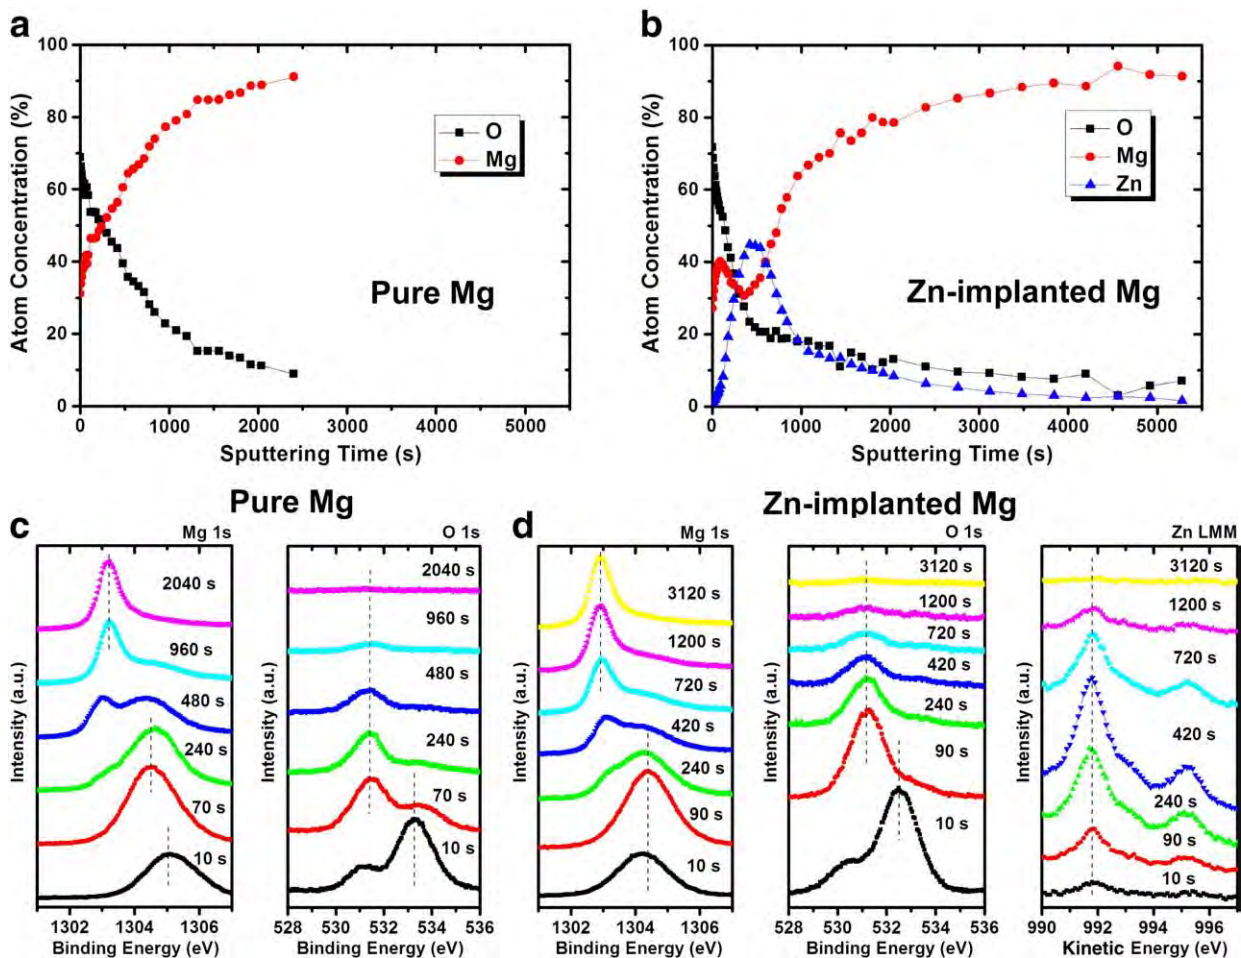 a
100
80
60
40
20
0
Atom Concentration (%)
O
Mg
Pure Mg
0 1000 2000 3000 4000 5000
Sputtering Time (s)
b
100
80
60
40
20
0
Atom Concentration (%)
O
Mg
Zn
Zn-implanted Mg
0 1000 2000 3000 4000 5000
Sputtering Time (s)
Pure Mg
c
Mg 1s
Intensity (a.u.)
2040 s
960 s
480 s
240 s
70 s
10 s
1302 1304 1306
Binding Energy (eV)
O 1s
Intensity (a.u.)
2040 s
960 s
480 s
240 s
70 s
10 s
528 530 532 534 536
Binding Energy (eV)
Zn-implanted Mg
d
Mg 1s
Intensity (a.u.)
3120 s
1200 s
720 s
420 s
240 s
90 s
10 s
1302 1304 1306
Binding Energy (eV)
O 1s
Intensity (a.u.)
3120 s
1200 s
720 s
420 s
240 s
90 s
10 s
528 530 532 534 536
Binding Energy (eV)
Zn LMM
Intensity (a.u.)
3120 s
1200 s
720 s
420 s
240 s
90 s
10 s
990 992 994 996
Kinetic Energy (eV)